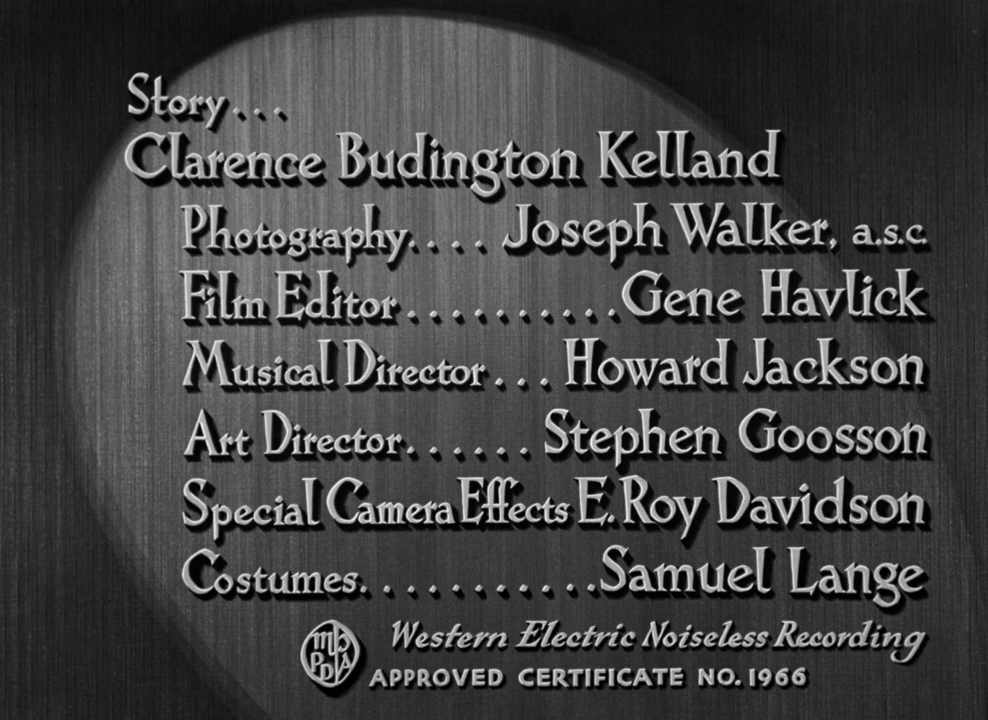 Story...
Clarence Budington Kelland
Photography.... Joseph Walker, a.s.c.
Film Editor..........Gene Havlick
Musical Director... Howard Jackson
Art Director...... Stephen Goosson
Special Camera Effects E. Roy Davidson
Costumes...........Samuel Lange
Western Electric Noiseless Recording
MPPDA
APPROVED CERTIFICATE NO. 1966